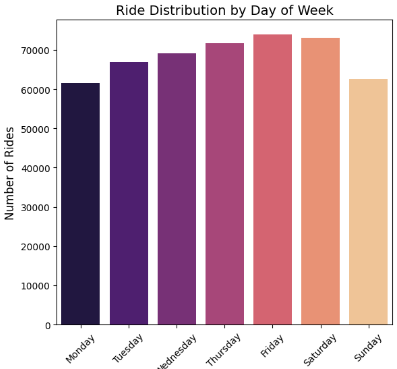 Ride Distribution by Day of Week
Number of Rides
70000
60000
50000
40000
30000
20000
10000
0
Monday
Tuesday
Wednesday
Thursday
Friday
Saturday
Sunday